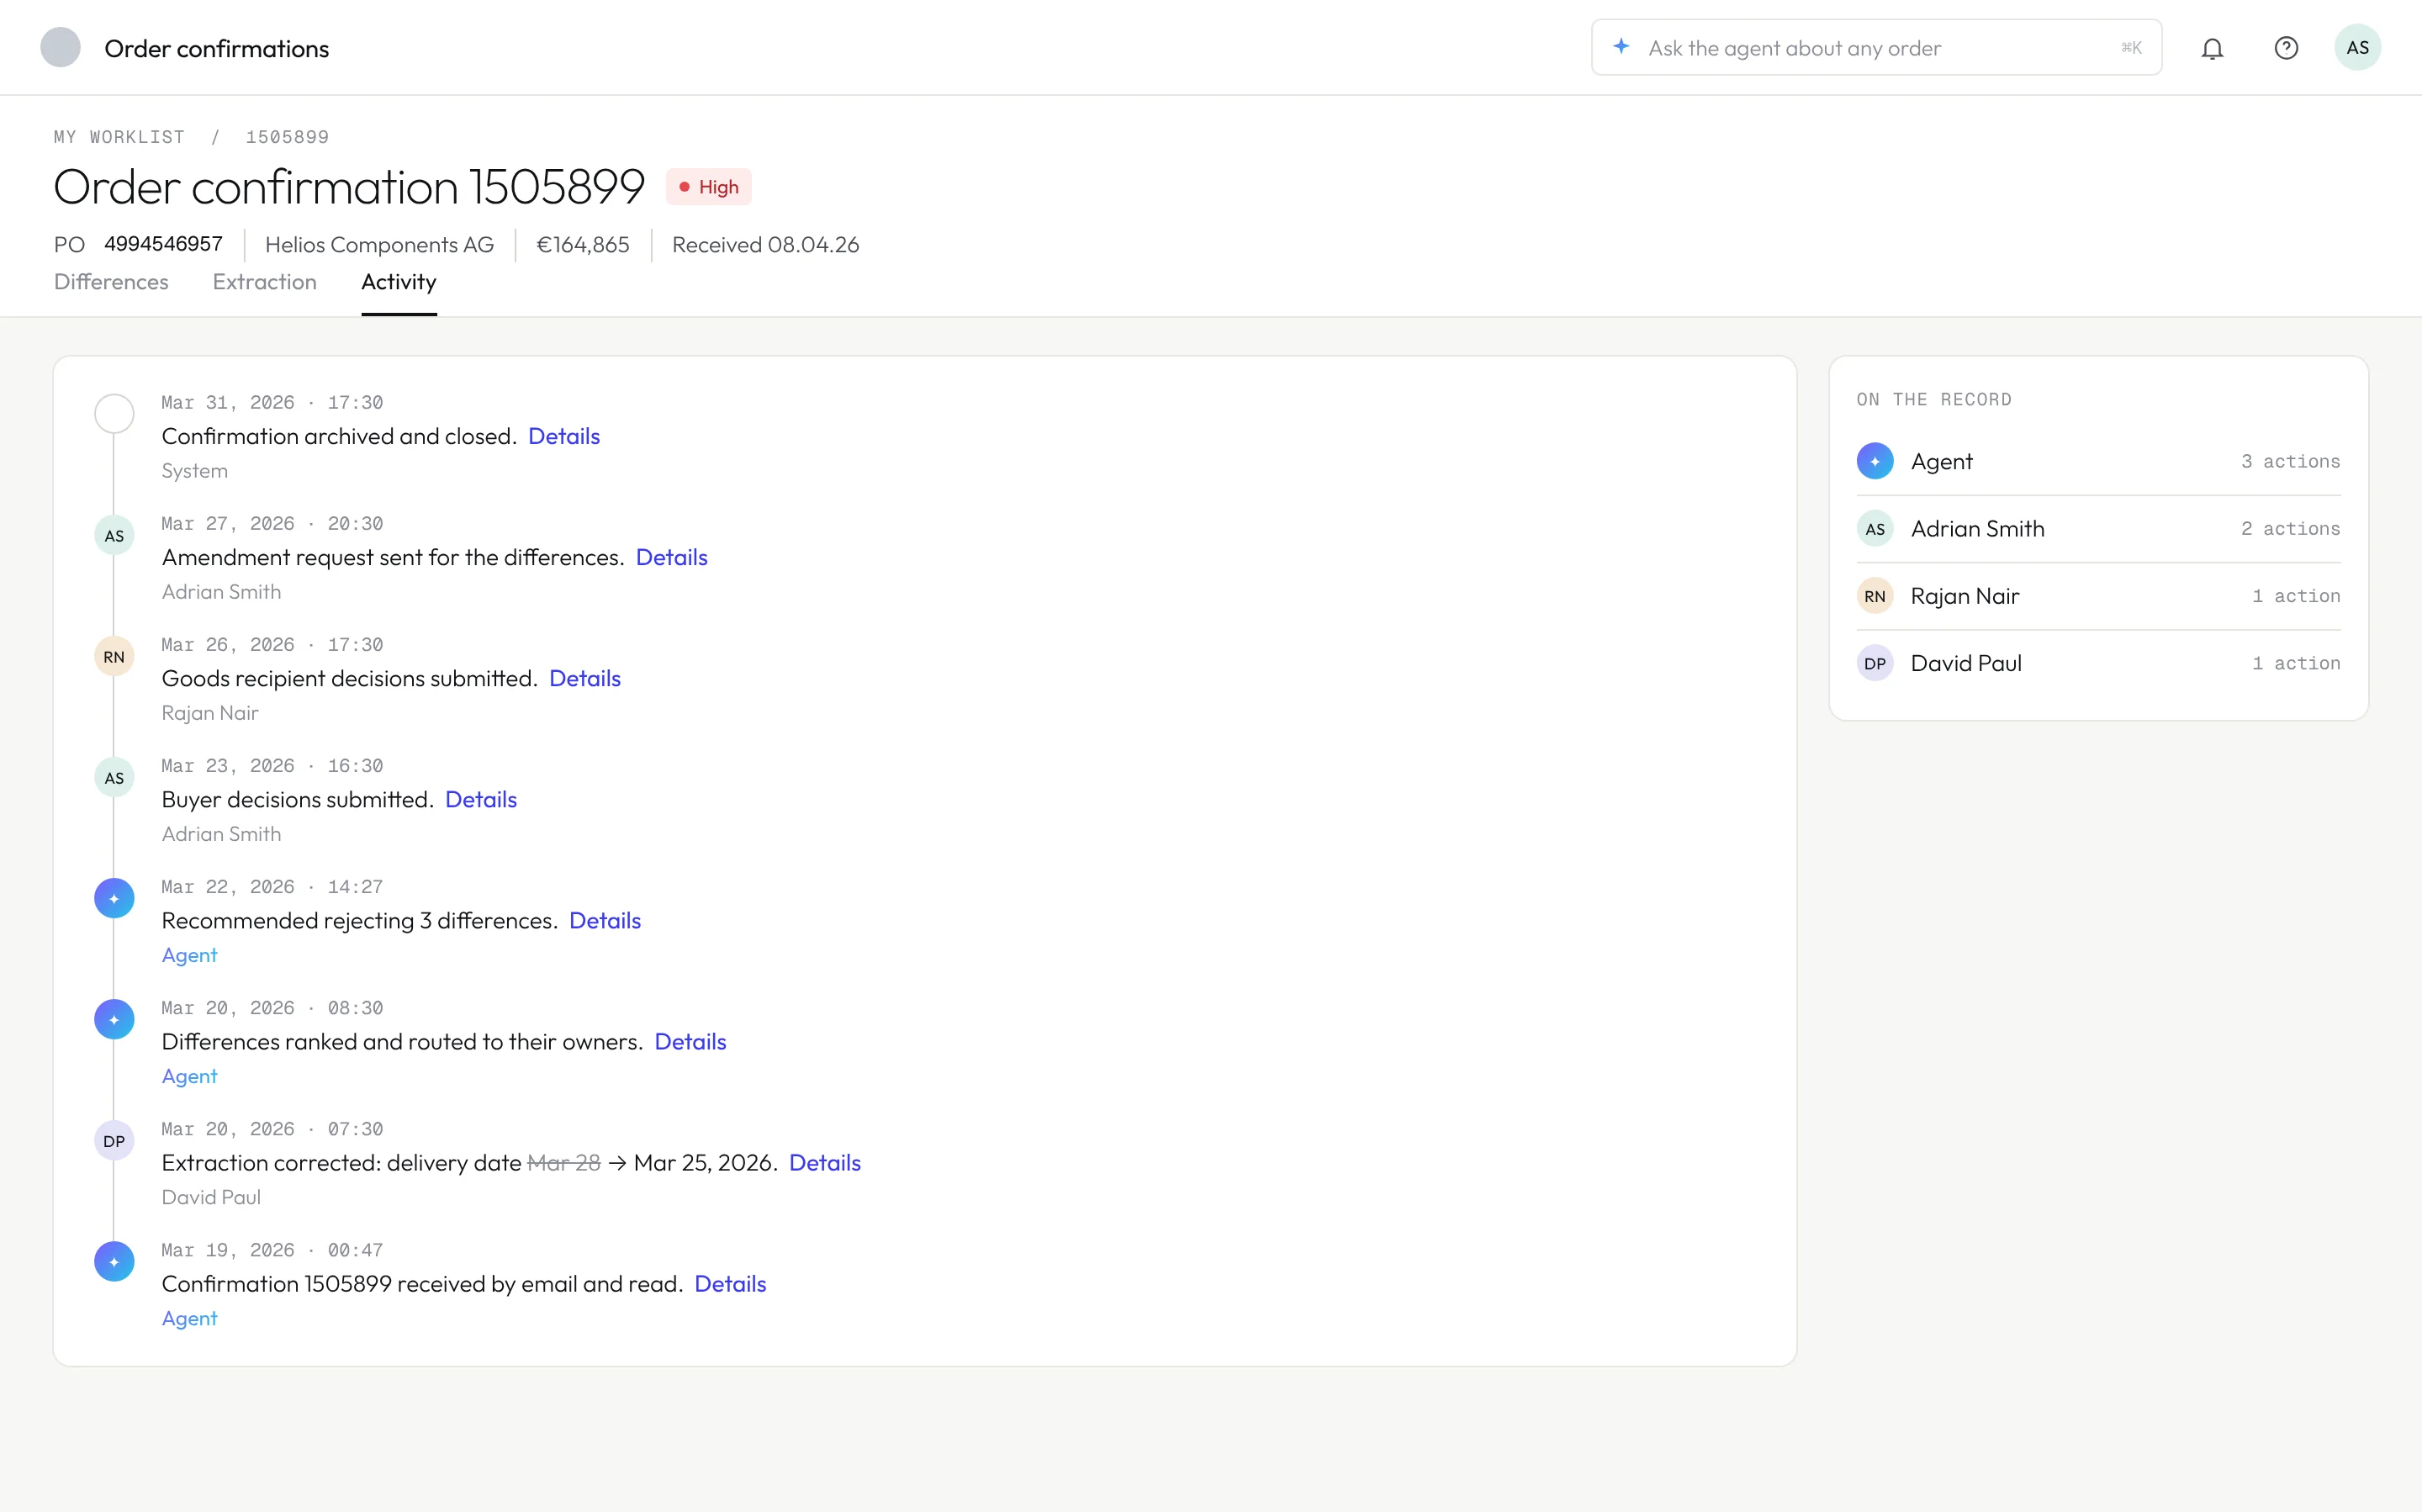 Order confirmations
Ask the agent about any order
⌘K
AS
MY WORKLIST / 1505899
Order confirmation 1505899
High
PO 4994546957 Helios Components AG €164,865 Received 08.04.26
Differences Extraction Activity
Mar 31, 2026 · 17:30
Confirmation archived and closed. Details
System
AS
Mar 27, 2026 · 20:30
Amendment request sent for the differences. Details
Adrian Smith
RN
Mar 26, 2026 · 17:30
Goods recipient decisions submitted. Details
Rajan Nair
AS
Mar 23, 2026 · 16:30
Buyer decisions submitted. Details
Adrian Smith
Mar 22, 2026 · 14:27
Recommended rejecting 3 differences. Details
Agent
Mar 20, 2026 · 08:30
Differences ranked and routed to their owners. Details
Agent
DP
Mar 20, 2026 · 07:30
Extraction corrected: delivery date Mar 28 → Mar 25, 2026. Details
David Paul
Mar 19, 2026 · 00:47
Confirmation 1505899 received by email and read. Details
Agent
ON THE RECORD
Agent 3 actions
AS Adrian Smith 2 actions
RN Rajan Nair 1 action
DP David Paul 1 action